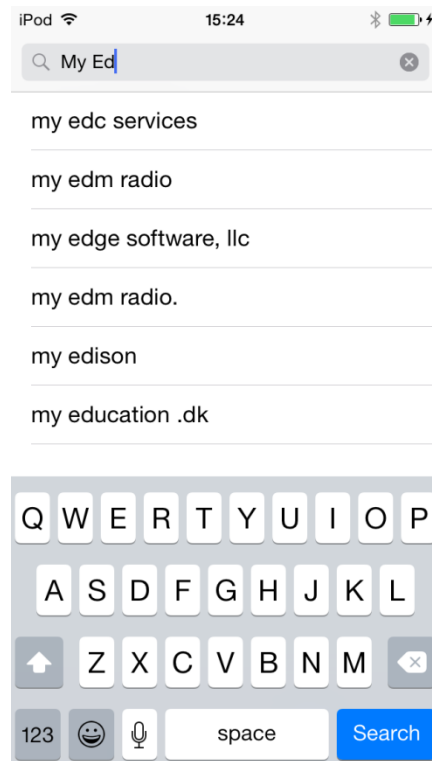 iPod 15:24
My Ed
my edc services
my edm radio
my edge software, llc
my edm radio.
my edison
my education .dk
Q W E R T Y U I O P
A S D F G H J K L
Z X C V B N M
123 space Search